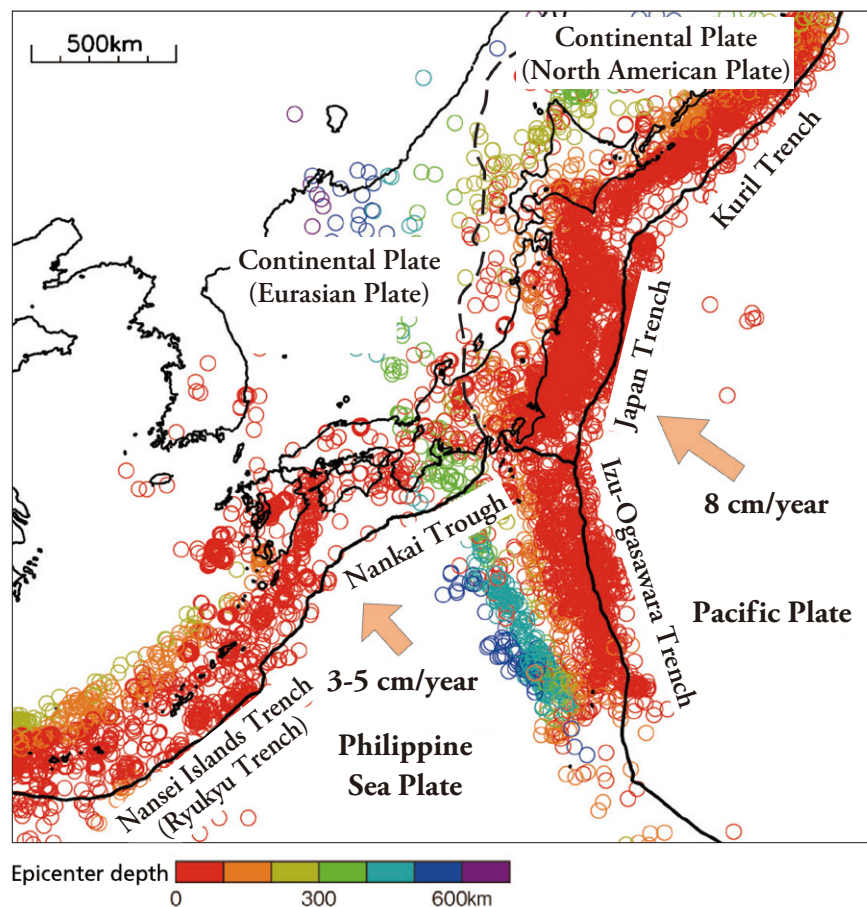 500km
Continental Plate
(North American Plate)
Kuril Trench
Continental Plate
(Eurasian Plate)
Japan Trench
8 cm/year
Izu-Ogasawara Trench
Nankai Trough
Pacific Plate
3-5 cm/year
Nansei Islands Trench
(Ryukyu Trench)
Philippine
Sea Plate
Epicenter depth
0 300 600km